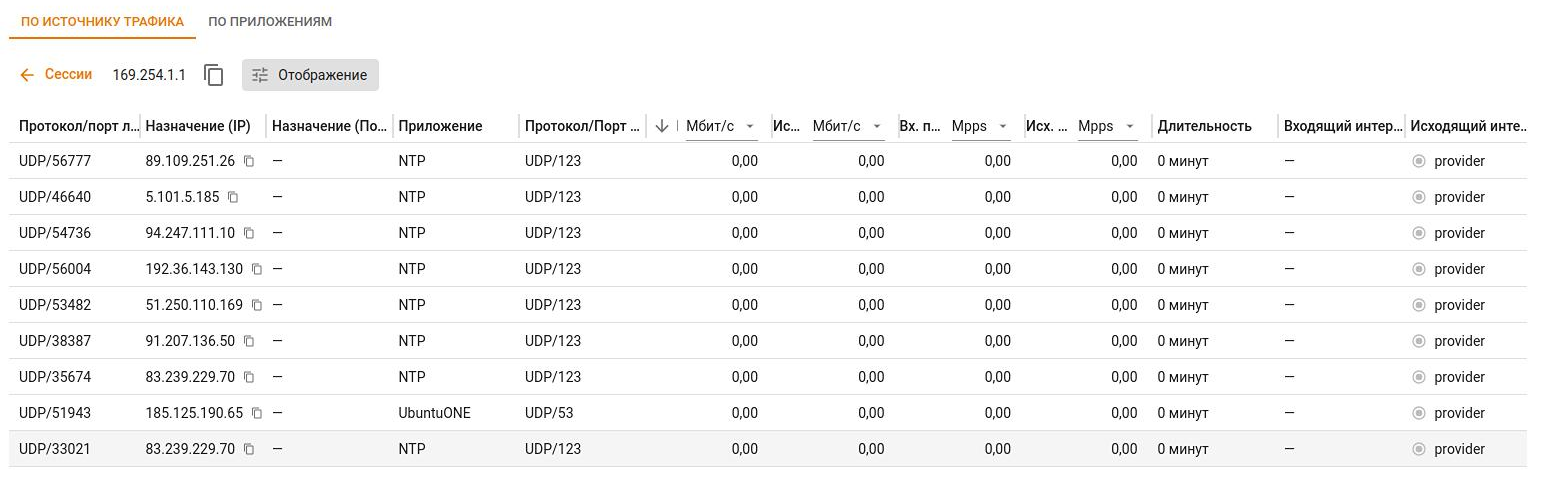 ПО ИСТОЧНИКУ ТРАФИКА ПО ПРИЛОЖЕНИЯМ
Сессии 169.254.1.1 Отображение
Протокол/порт л... Назначение (IP) Назначение (По... Приложение Протокол/Порт ... Мбит/с Ис... Мбит/с Вх. п... Mpps Исх. ... Mpps Длительность Входящий интер... Исходящий инте...
UDP/56777 89.109.251.26 — NTP UDP/123 0,00 0,00 0,00 0,00 0 минут — provider
UDP/46640 5.101.5.185 — NTP UDP/123 0,00 0,00 0,00 0,00 0 минут — provider
UDP/54736 94.247.111.10 — NTP UDP/123 0,00 0,00 0,00 0,00 0 минут — provider
UDP/56004 192.36.143.130 — NTP UDP/123 0,00 0,00 0,00 0,00 0 минут — provider
UDP/53482 51.250.110.169 — NTP UDP/123 0,00 0,00 0,00 0,00 0 минут — provider
UDP/38387 91.207.136.50 — NTP UDP/123 0,00 0,00 0,00 0,00 0 минут — provider
UDP/35674 83.239.229.70 — NTP UDP/123 0,00 0,00 0,00 0,00 0 минут — provider
UDP/51943 185.125.190.65 — UbuntuONE UDP/53 0,00 0,00 0,00 0,00 0 минут — provider
UDP/33021 83.239.229.70 — NTP UDP/123 0,00 0,00 0,00 0,00 0 минут — provider